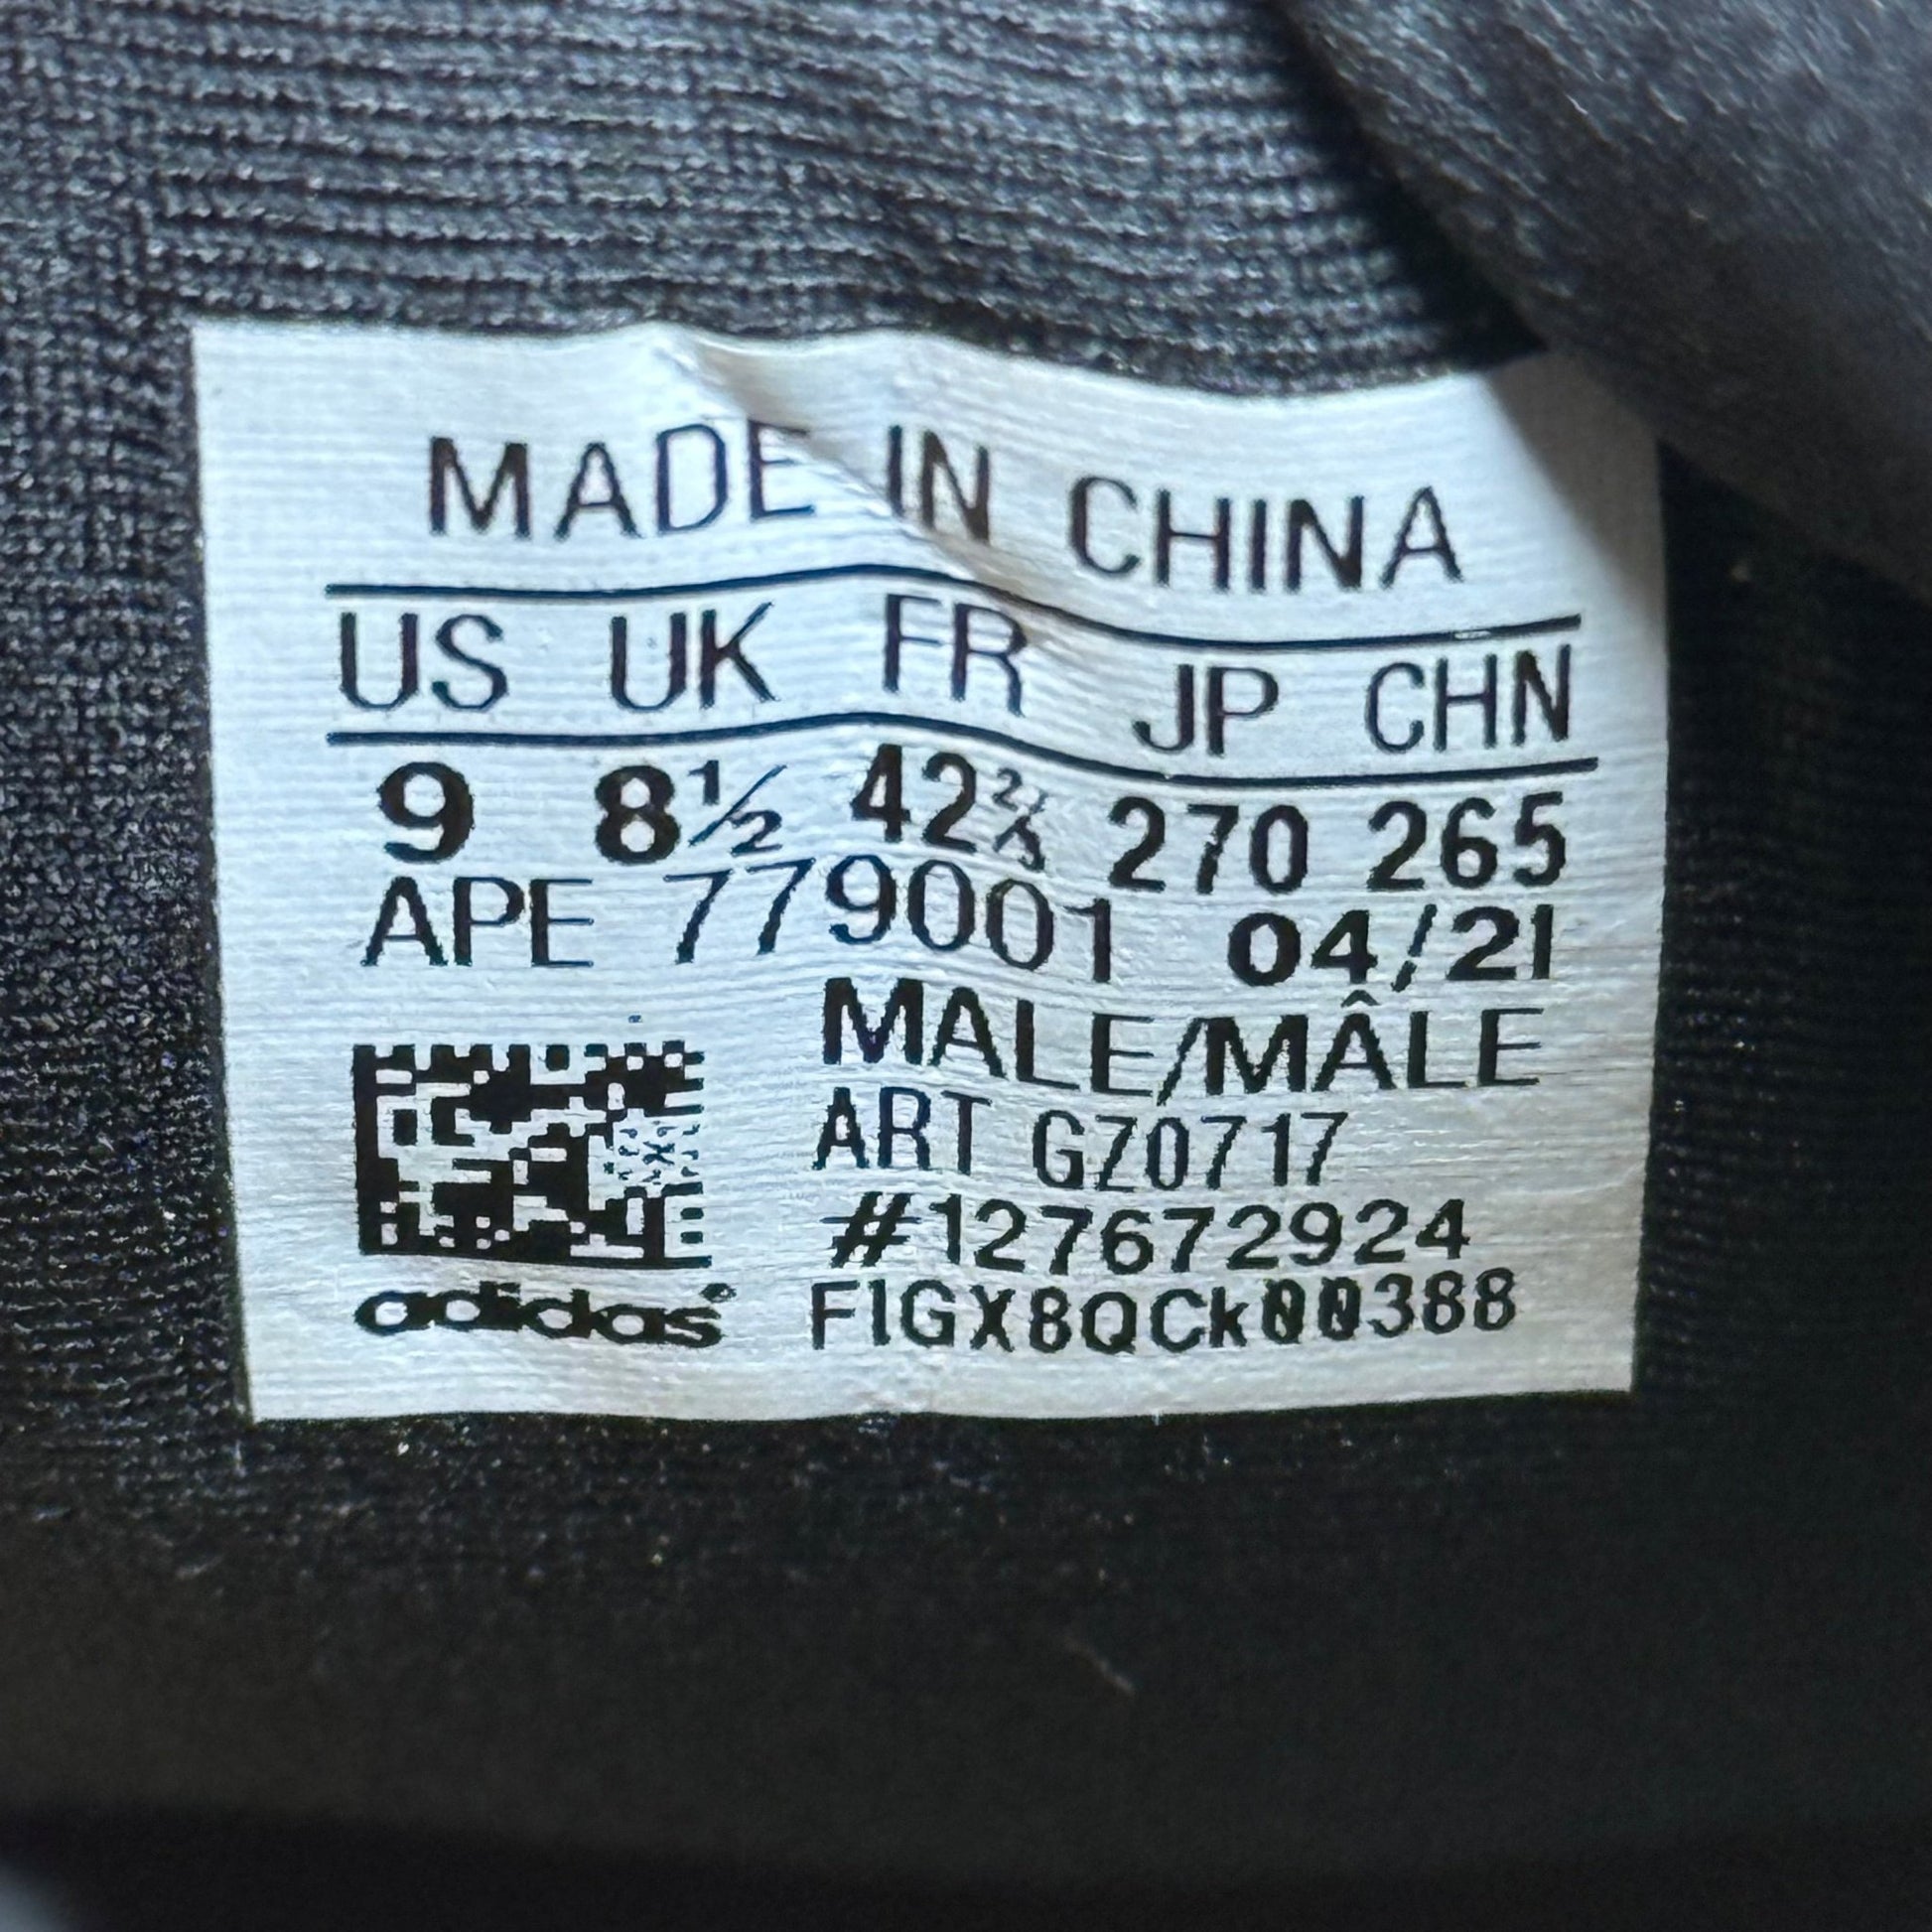 MADE IN CHINA
US UK FR JP CHN
9 8½ 42⅔ 270 265
APE 779001 04/21
MALE/MÂLE
ART GZ0717
#127672924
adidas® F1GX8QCk00388